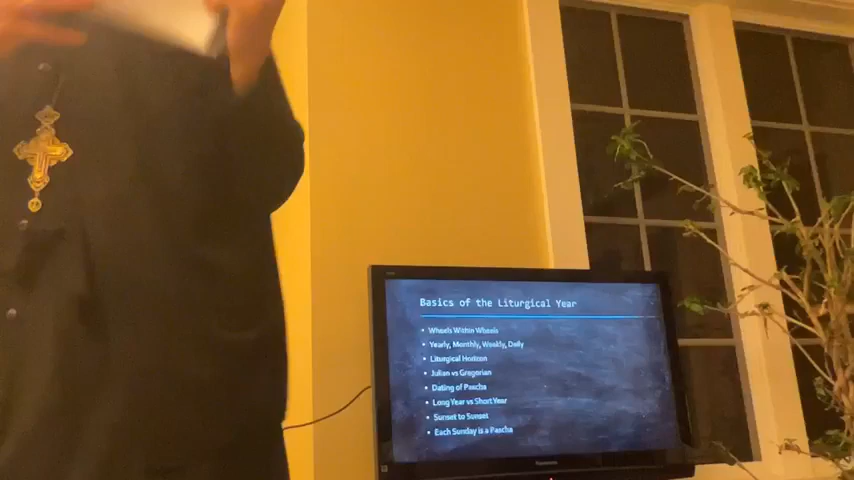 Basics of the Liturgical Year
• Wheels Within Wheels
• Yearly, Monthly, Weekly, Daily
• Liturgical Horizon
• Julian vs Gregorian
• Dating of Pascha
• Long Year vs Short Year
• Sunset to Sunset
• Each Sunday is a Pascha
Panasonic